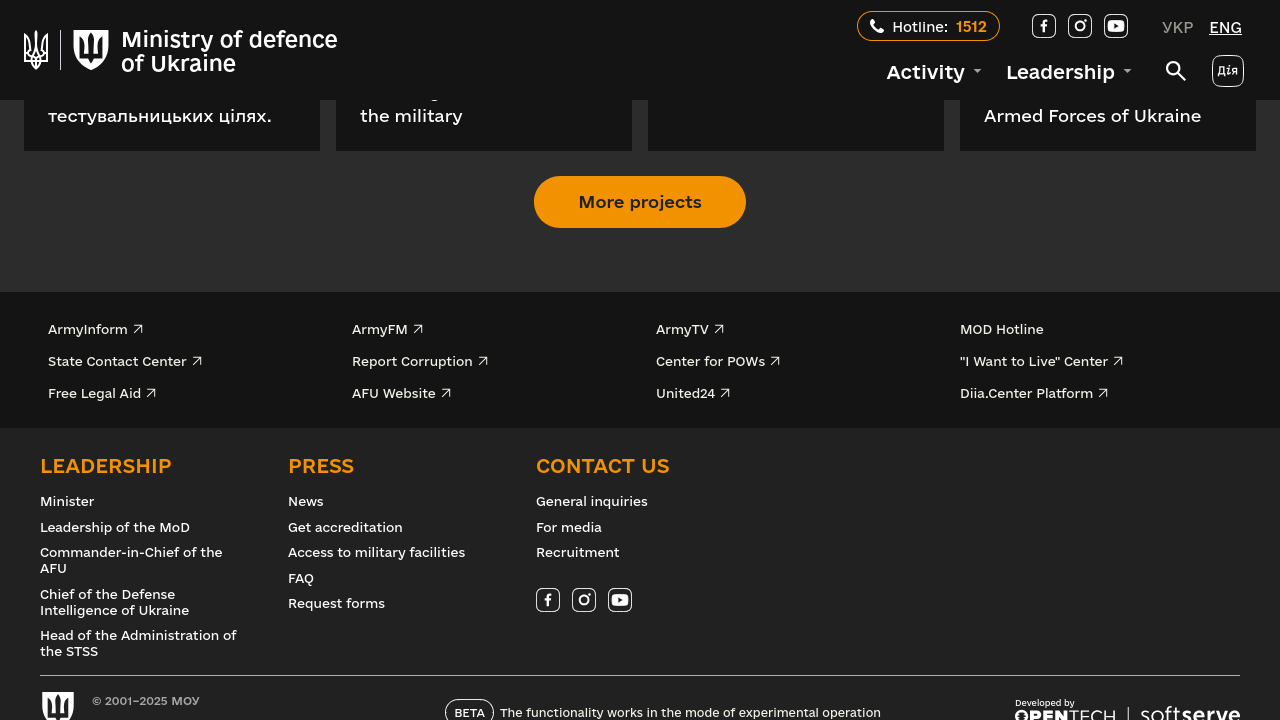 Ministry of defence
of Ukraine
Hotline: 1512
УКР ENG
Activity
Leadership
Дія
тестувальницьких цілях.
the military
Armed Forces of Ukraine
More projects
ArmyInform
ArmyFM
ArmyTV
MOD Hotline
State Contact Center
Report Corruption
Center for POWs
"I Want to Live" Center
Free Legal Aid
AFU Website
United24
Diia.Center Platform
LEADERSHIP
Minister
Leadership of the MoD
Commander-in-Chief of the
AFU
Chief of the Defense
Intelligence of Ukraine
Head of the Administration of
the STSS
PRESS
News
Get accreditation
Access to military facilities
FAQ
Request forms
CONTACT US
General inquiries
For media
Recruitment
© 2001–2025 МОУ
BETA The functionality works in the mode of experimental operation
Developed by
OPENTECH softserve